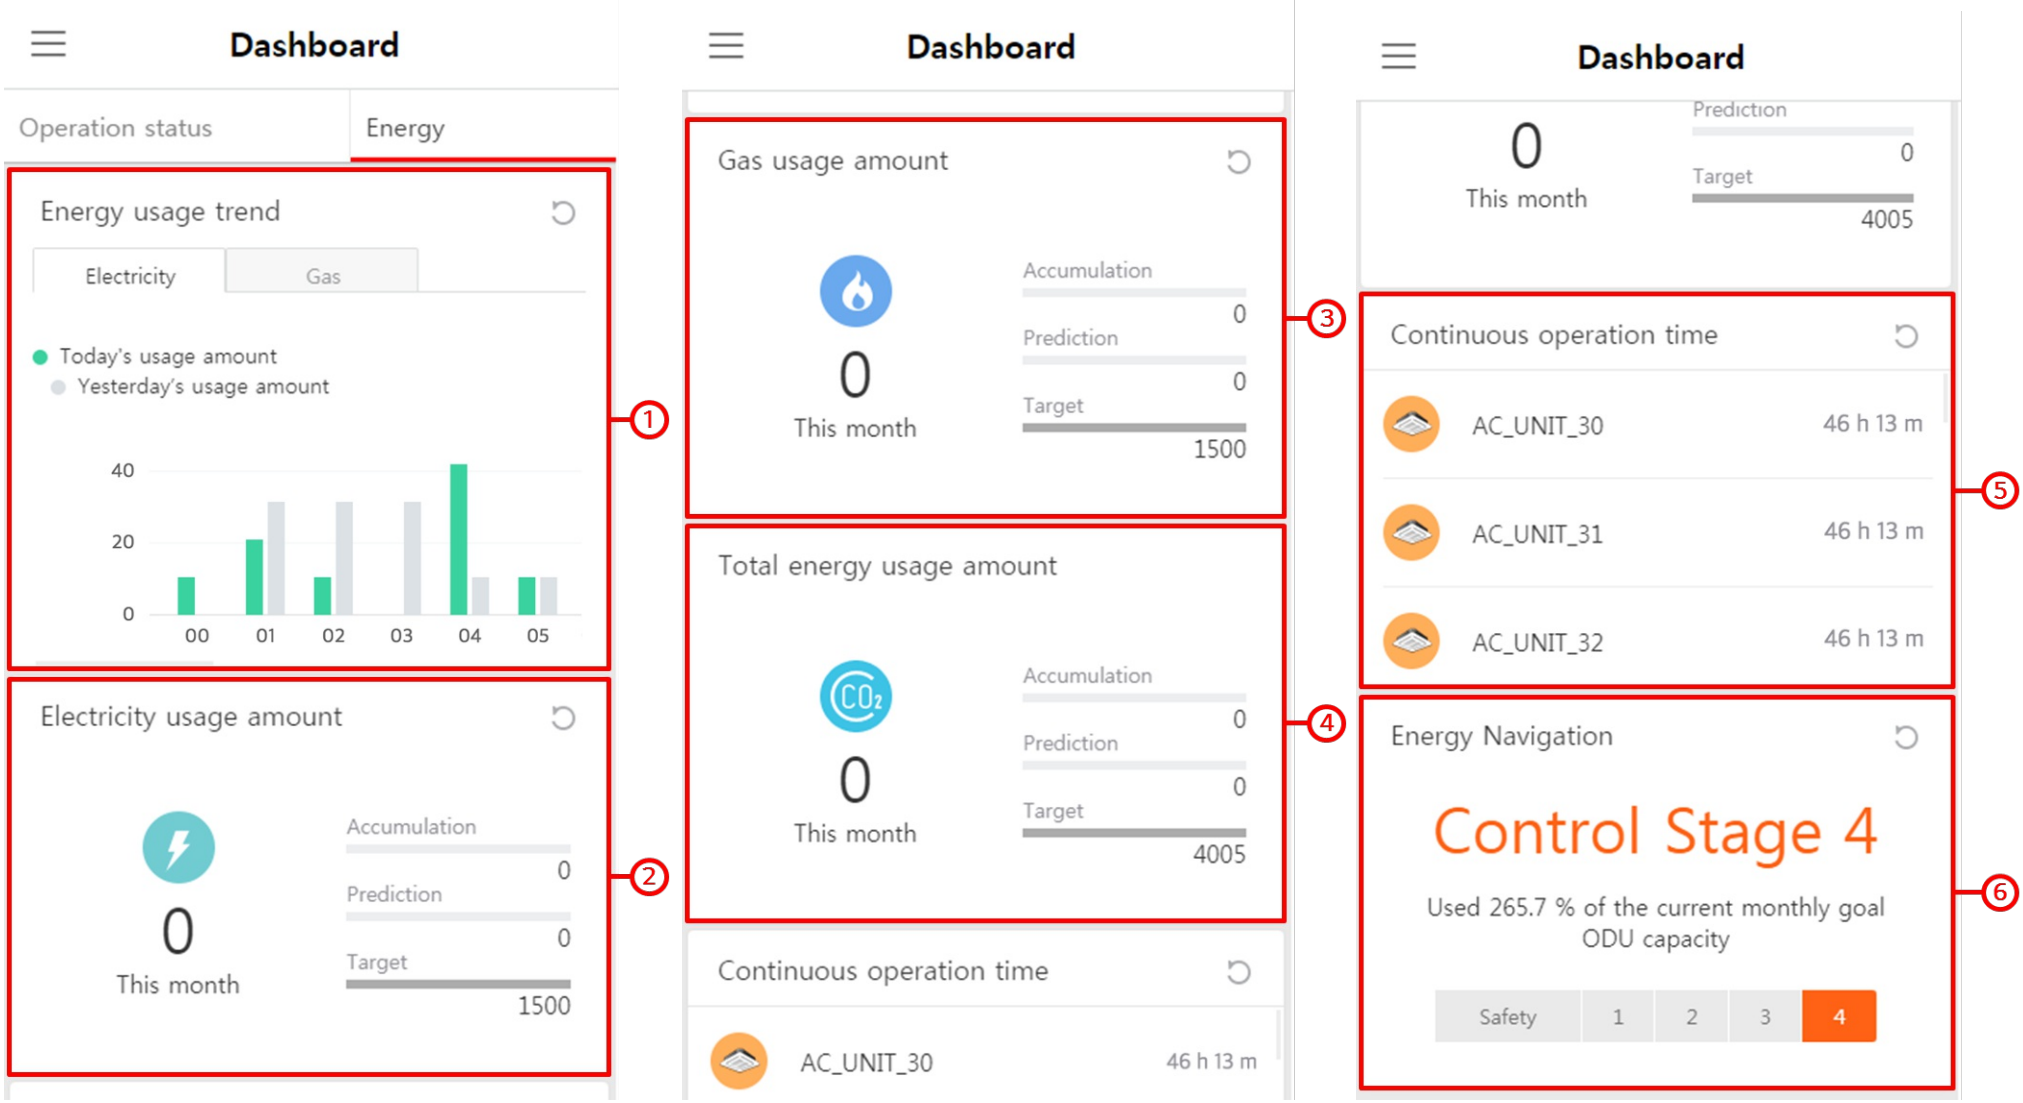 Dashboard
Operation status
Energy
Energy usage trend
Electricity
Gas
Today's usage amount
Yesterday's usage amount
40
20
0
00 01 02 03 04 05
①
Electricity usage amount
0
This month
Accumulation
0
Prediction
0
Target
1500
②
Dashboard
Gas usage amount
0
This month
Accumulation
0
Prediction
0
Target
1500
③
Total energy usage amount
CO₂
0
This month
Accumulation
0
Prediction
0
Target
4005
④
Continuous operation time
AC_UNIT_30 46 h 13 m
Dashboard
0
This month
Prediction
0
Target
4005
Continuous operation time
AC_UNIT_30 46 h 13 m
AC_UNIT_31 46 h 13 m
AC_UNIT_32 46 h 13 m
⑤
Energy Navigation
Control Stage 4
Used 265.7 % of the current monthly goal
ODU capacity
Safety 1 2 3 4
⑥